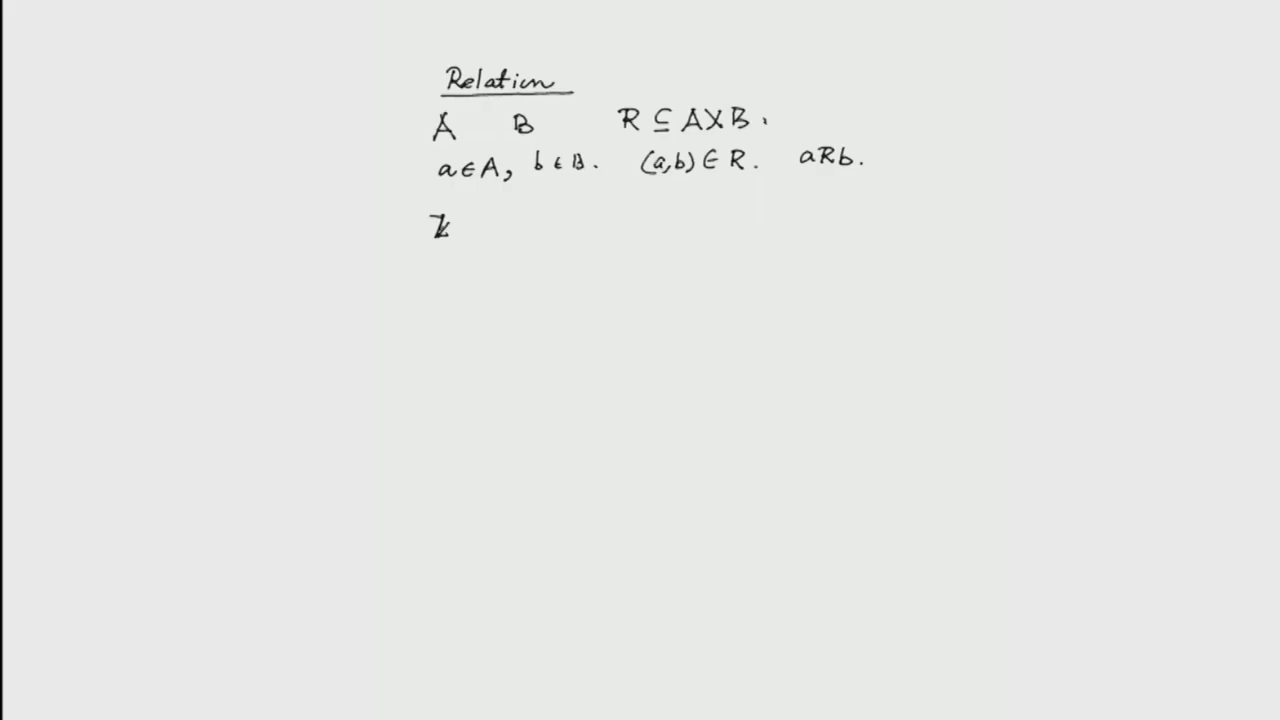 Relation
A B R ⊆ A×B.
a∈A, b∈B. (a,b)∈R. aRb.
ℤ